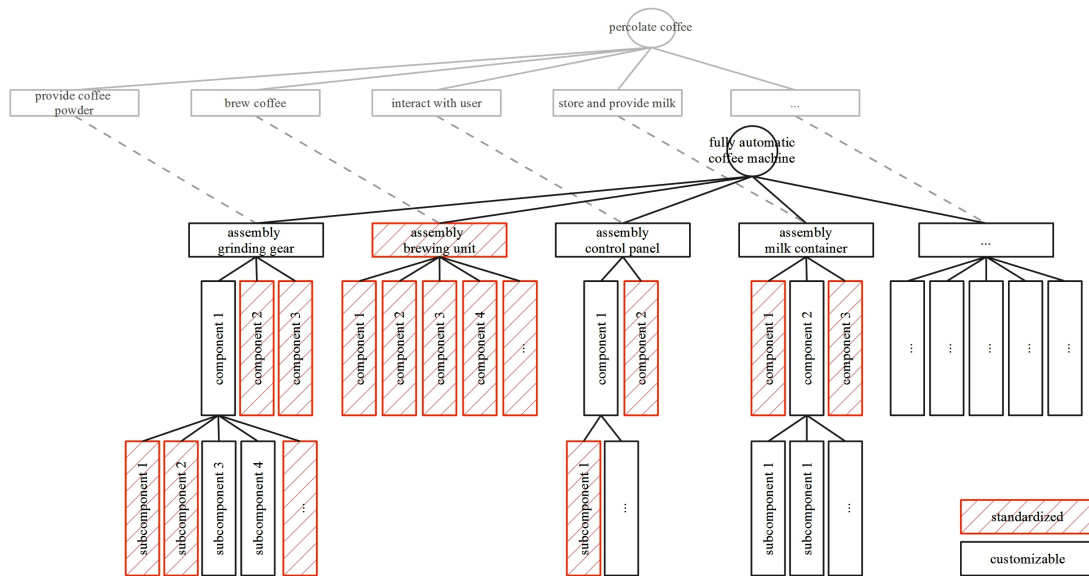 percolate coffee
provide coffee
powder
brew coffee
interact with user
store and provide milk
...
fully automatic
coffee machine
assembly
grinding gear
assembly
brewing unit
assembly
control panel
assembly
milk container
...
component 1
component 2
component 3
component 1
component 2
component 3
component 4
...
component 1
component 2
component 1
component 2
component 3
...
...
...
...
...
subcomponent 1
subcomponent 2
subcomponent 3
subcomponent 4
...
subcomponent 1
...
subcomponent 1
subcomponent 1
...
standardized
customizable